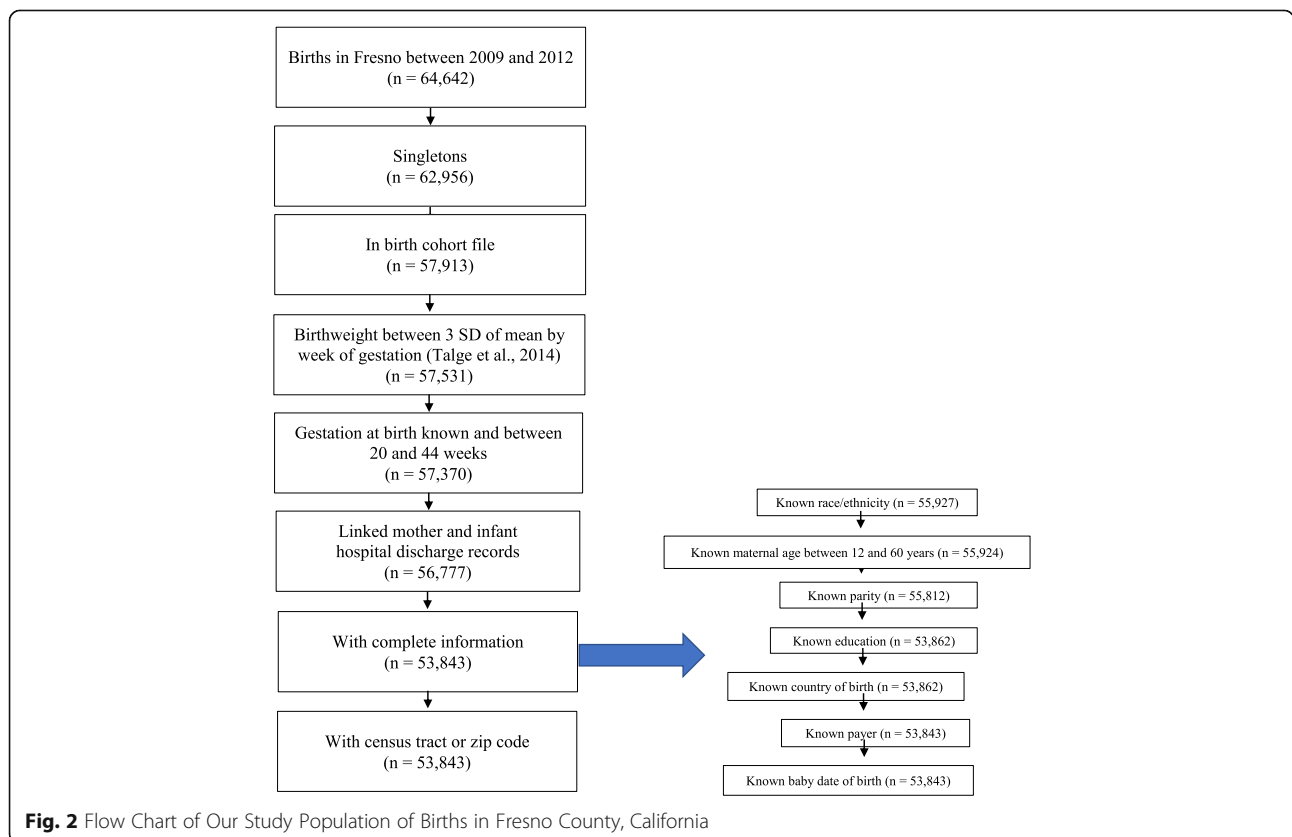 Births in Fresno between 2009 and 2012
(n = 64,642)
Singletons
(n = 62,956)
In birth cohort file
(n = 57,913)
Birthweight between 3 SD of mean by
week of gestation (Talge et al., 2014)
(n = 57,531)
Gestation at birth known and between
20 and 44 weeks
(n = 57,370)
Linked mother and infant
hospital discharge records
(n = 56,777)
With complete information
(n = 53,843)
With census tract or zip code
(n = 53,843)
Known race/ethnicity (n = 55,927)
Known maternal age between 12 and 60 years (n = 55,924)
Known parity (n = 55,812)
Known education (n = 53,862)
Known country of birth (n = 53,862)
Known payer (n = 53,843)
Known baby date of birth (n = 53,843)
Fig. 2 Flow Chart of Our Study Population of Births in Fresno County, California